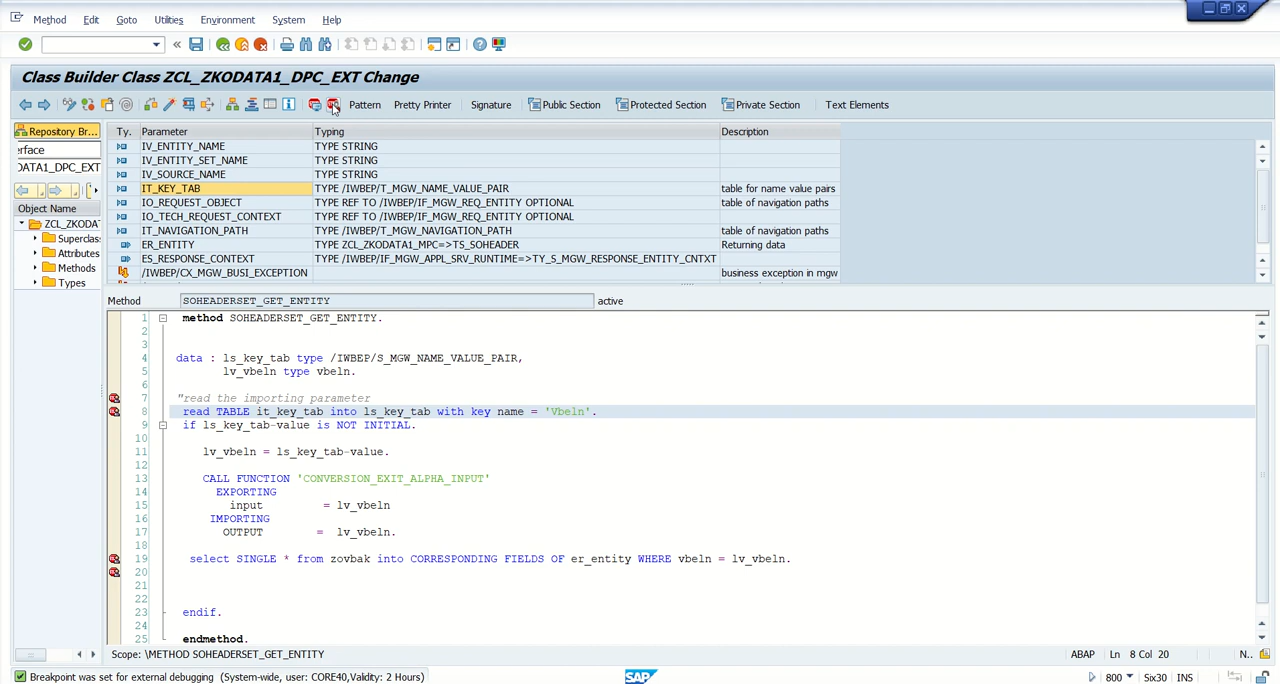 Method Edit Goto Utilities Environment System Help
Class Builder Class ZCL_ZKODATA1_DPC_EXT Change
Pattern Pretty Printer Signature Public Section Protected Section Private Section Text Elements
Repository Br...
erface
DATA1_DPC_EXT
Object Name
ZCL_ZKODATA
Superclas
Attributes
Methods
Types
Ty. Parameter Typing Description
IV_ENTITY_NAME TYPE STRING
IV_ENTITY_SET_NAME TYPE STRING
IV_SOURCE_NAME TYPE STRING
IT_KEY_TAB TYPE /IWBEP/T_MGW_NAME_VALUE_PAIR table for name value pairs
IO_REQUEST_OBJECT TYPE REF TO /IWBEP/IF_MGW_REQ_ENTITY OPTIONAL table of navigation paths
IO_TECH_REQUEST_CONTEXT TYPE REF TO /IWBEP/IF_MGW_REQ_ENTITY OPTIONAL
IT_NAVIGATION_PATH TYPE /IWBEP/T_MGW_NAVIGATION_PATH table of navigation paths
ER_ENTITY TYPE ZCL_ZKODATA1_MPC=>TS_SOHEADER Returning data
ES_RESPONSE_CONTEXT TYPE /IWBEP/IF_MGW_APPL_SRV_RUNTIME=>TY_S_MGW_RESPONSE_ENTITY_CNTXT
/IWBEP/CX_MGW_BUSI_EXCEPTION business exception in mgw
Method SOHEADERSET_GET_ENTITY active
1 method SOHEADERSET_GET_ENTITY.
2
3
4 data : ls_key_tab type /IWBEP/S_MGW_NAME_VALUE_PAIR,
5 lv_vbeln type vbeln.
6
7 "read the importing parameter
8 read TABLE it_key_tab into ls_key_tab with key name = 'Vbeln'.
9 if ls_key_tab-value is NOT INITIAL.
10
11 lv_vbeln = ls_key_tab-value.
12
13 CALL FUNCTION 'CONVERSION_EXIT_ALPHA_INPUT'
14 EXPORTING
15 input = lv_vbeln
16 IMPORTING
17 OUTPUT = lv_vbeln.
18
19 select SINGLE * from zovbak into CORRESPONDING FIELDS OF er_entity WHERE vbeln = lv_vbeln.
20
21
22
23 endif.
24
25 endmethod.
Scope: \METHOD SOHEADERSET_GET_ENTITY ABAP Ln 8 Col 20 N..
Breakpoint was set for external debugging (System-wide, user: CORE40,Valdity: 2 Hours) SAP 800 Six30 INS